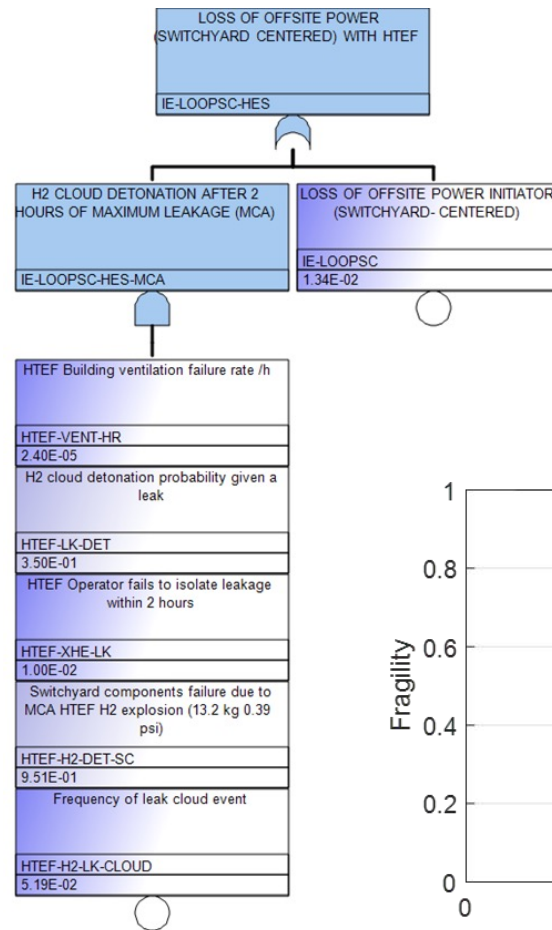 LOSS OF OFFSITE POWER
(SWITCHYARD CENTERED) WITH HTEF
IE-LOOPSC-HES
H2 CLOUD DETONATION AFTER 2
HOURS OF MAXIMUM LEAKAGE (MCA)
IE-LOOPSC-HES-MCA
LOSS OF OFFSITE POWER INITIATOR
(SWITCHYARD- CENTERED)
IE-LOOPSC
1.34E-02
HTEF Building ventilation failure rate /h
HTEF-VENT-HR
2.40E-05
H2 cloud detonation probability given a
leak
HTEF-LK-DET
3.50E-01
HTEF Operator fails to isolate leakage
within 2 hours
HTEF-XHE-LK
1.00E-02
Switchyard components failure due to
MCA HTEF H2 explosion (13.2 kg 0.39
psi)
HTEF-H2-DET-SC
9.51E-01
Frequency of leak cloud event
HTEF-H2-LK-CLOUD
5.19E-02
1
0.8
0.6
Fragility
0.4
0.2
0
0